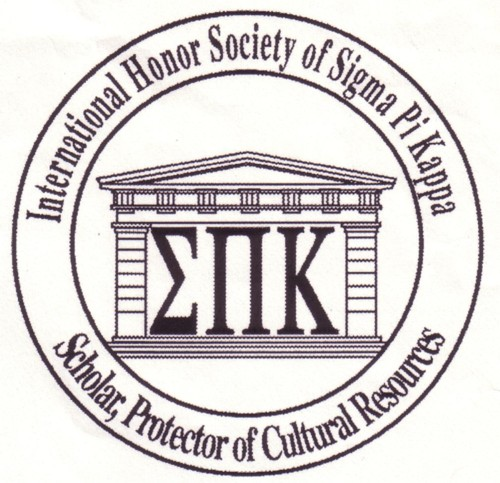 International Honor Society of Sigma Pi Kappa
ΣΠΚ
Scholar, Protector of Cultural Resources